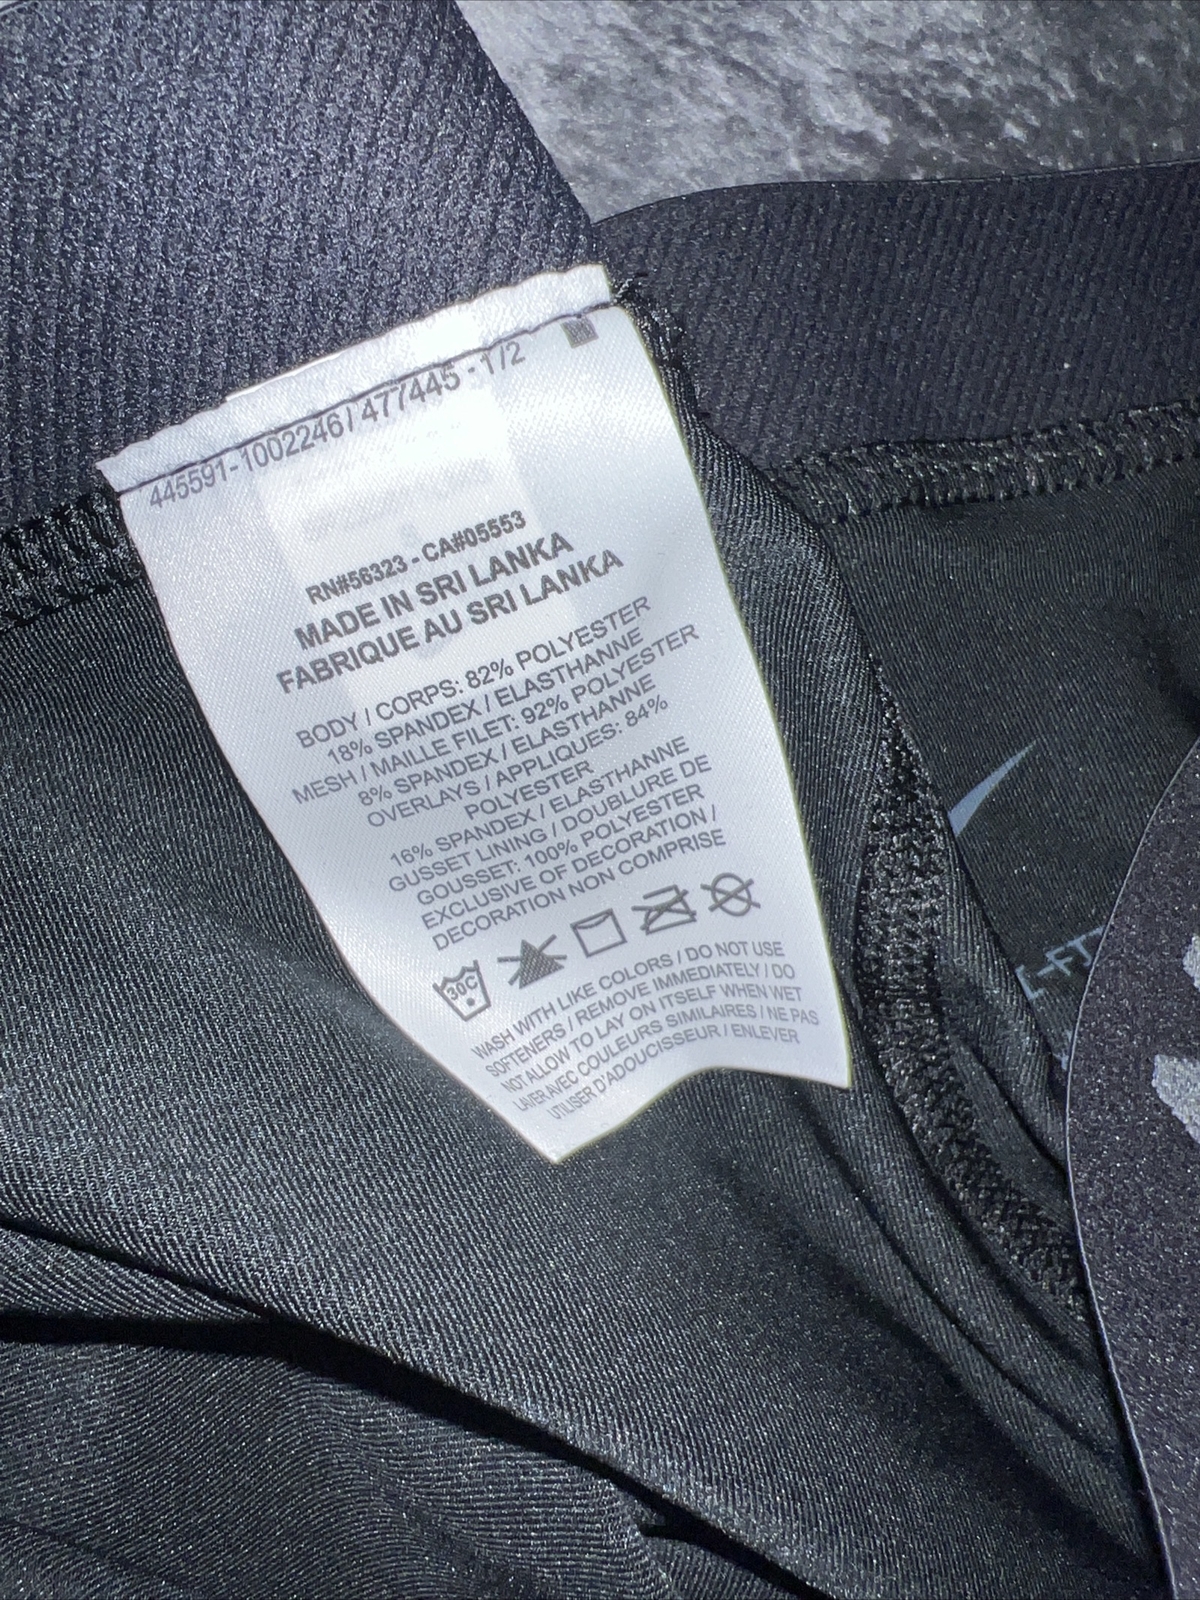 445591-1002246 / 477445 - 1/2
RN#56323 - CA#05553
MADE IN SRI LANKA
FABRIQUE AU SRI LANKA
BODY / CORPS: 82% POLYESTER
18% SPANDEX / ELASTHANNE
MESH / MAILLE FILET: 92% POLYESTER
8% SPANDEX / ELASTHANNE
OVERLAYS / APPLIQUES: 84%
POLYESTER
16% SPANDEX / ELASTHANNE
GUSSET LINING / DOUBLURE DE
GOUSSET: 100% POLYESTER
EXCLUSIVE OF DECORATION /
DECORATION NON COMPRISE
30C
WASH WITH LIKE COLORS / DO NOT USE
SOFTENERS / REMOVE IMMEDIATELY / DO
NOT ALLOW TO LAY ON ITSELF WHEN WET
LAVER AVEC COULEURS SIMILAIRES / NE PAS
UTILISER D'ADOUCISSEUR / ENLEVER
I-FIT